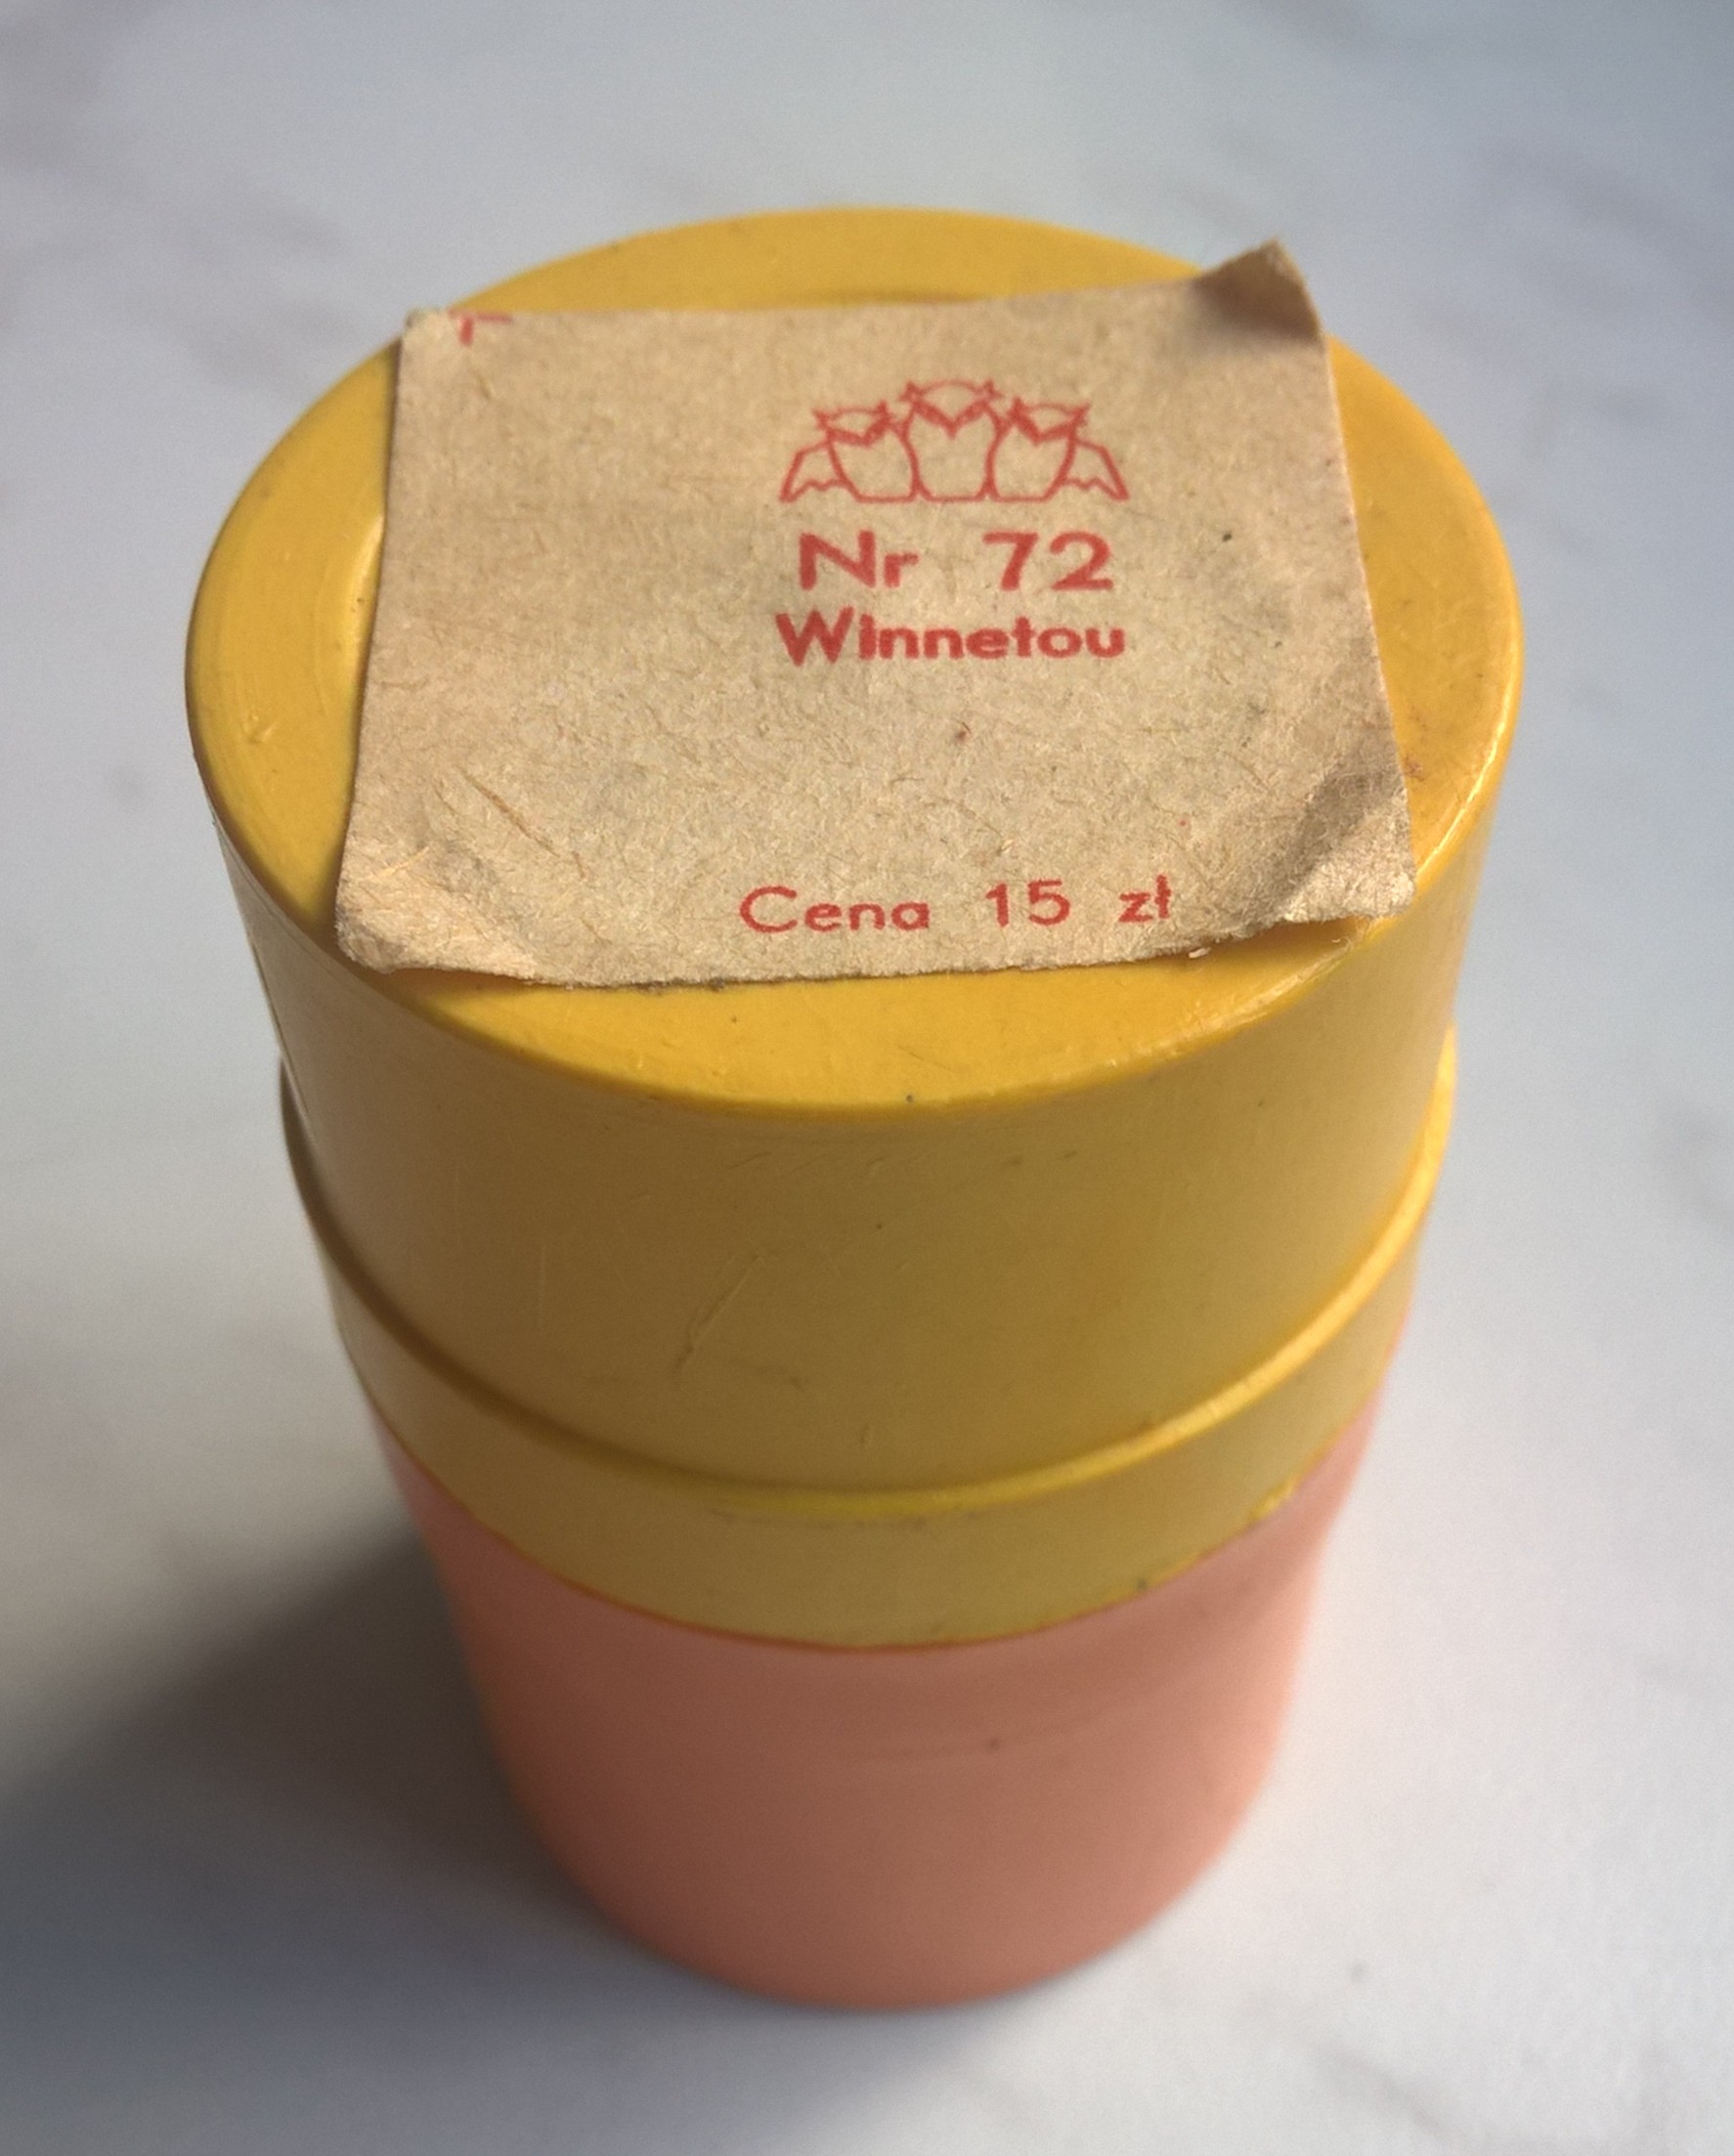 Nr 72
Winnetou
Cena 15 zł